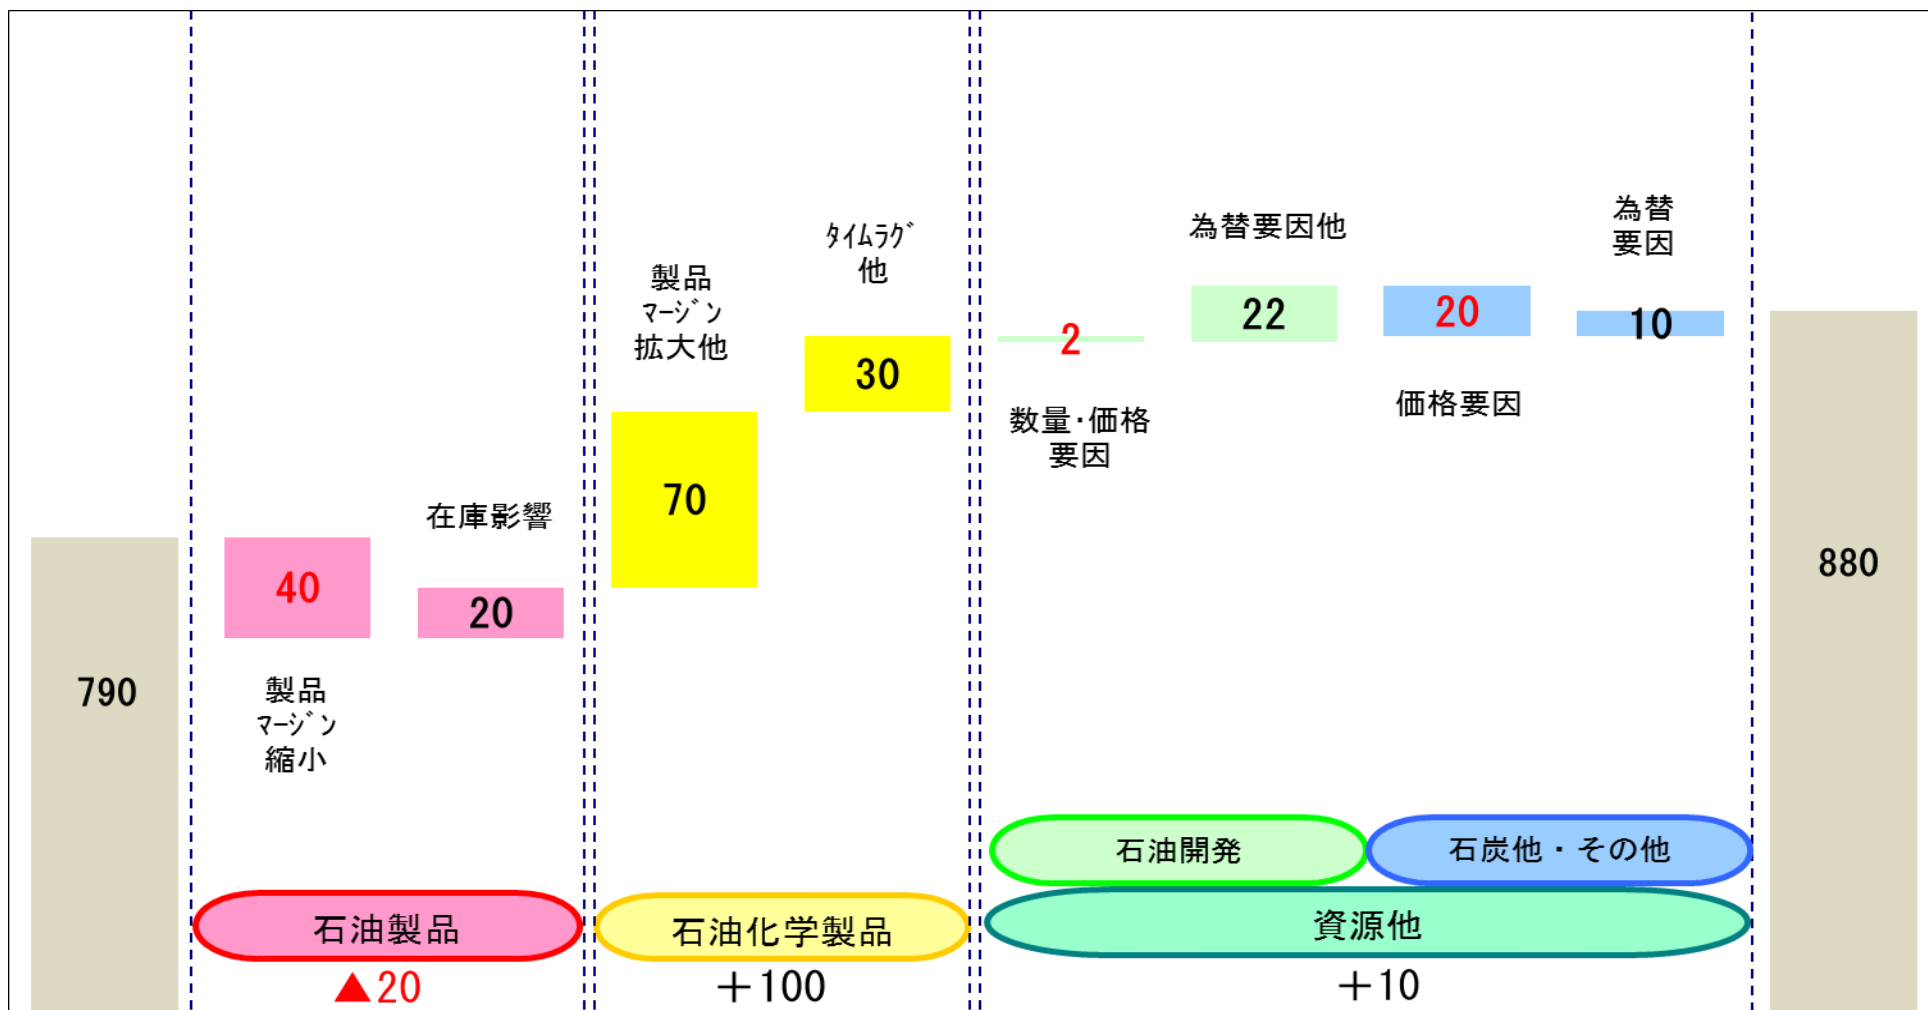 790
40
製品
ﾏｰｼﾞﾝ
縮小
在庫影響
20
製品
ﾏｰｼﾞﾝ
拡大他
70
ﾀｲﾑﾗｸﾞ
他
30
2
数量・価格
要因
為替要因他
22
20
価格要因
為替
要因
10
880
石油開発
石炭他・その他
石油製品
石油化学製品
資源他
▲20
＋100
＋10